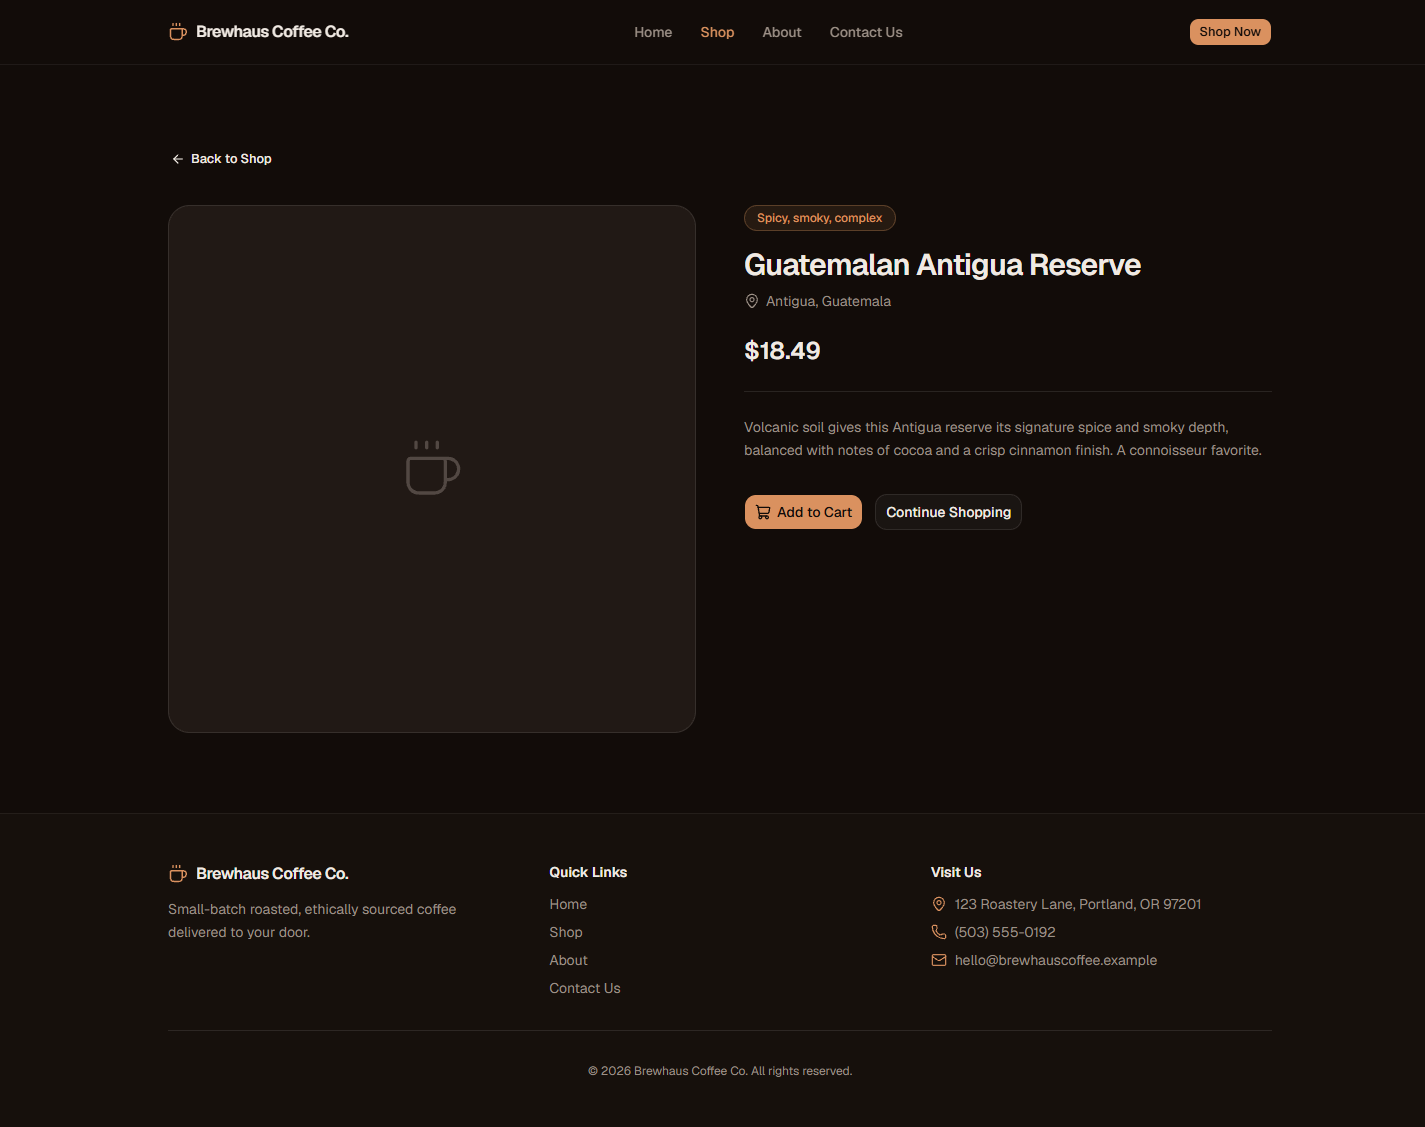 Brewhaus Coffee Co.
Home
Shop
About
Contact Us
Shop Now
Back to Shop
Spicy, smoky, complex
Guatemalan Antigua Reserve
Antigua, Guatemala
$18.49
Volcanic soil gives this Antigua reserve its signature spice and smoky depth,
balanced with notes of cocoa and a crisp cinnamon finish. A connoisseur favorite.
Add to Cart
Continue Shopping
Brewhaus Coffee Co.
Small-batch roasted, ethically sourced coffee
delivered to your door.
Quick Links
Home
Shop
About
Contact Us
Visit Us
123 Roastery Lane, Portland, OR 97201
(503) 555-0192
hello@brewhauscoffee.example
© 2026 Brewhaus Coffee Co. All rights reserved.